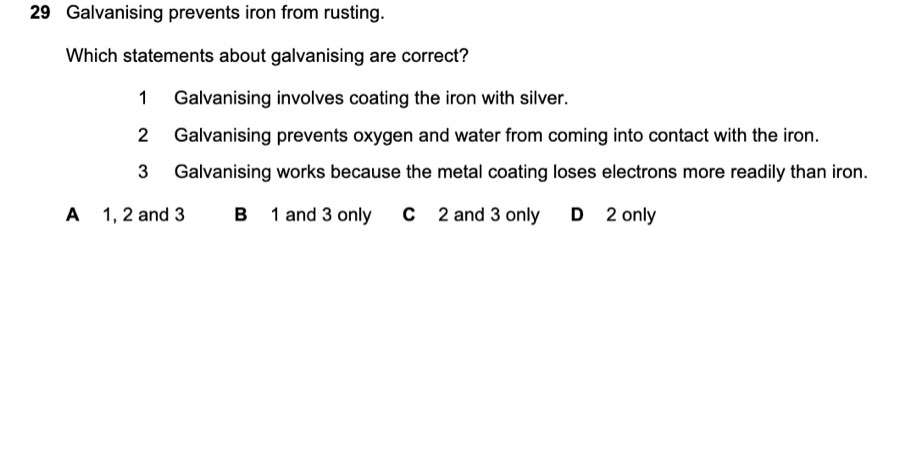 29 Galvanising prevents iron from rusting.
Which statements about galvanising are correct?
1 Galvanising involves coating the iron with silver.
2 Galvanising prevents oxygen and water from coming into contact with the iron.
3 Galvanising works because the metal coating loses electrons more readily than iron.
A 1, 2 and 3 B 1 and 3 only C 2 and 3 only D 2 only